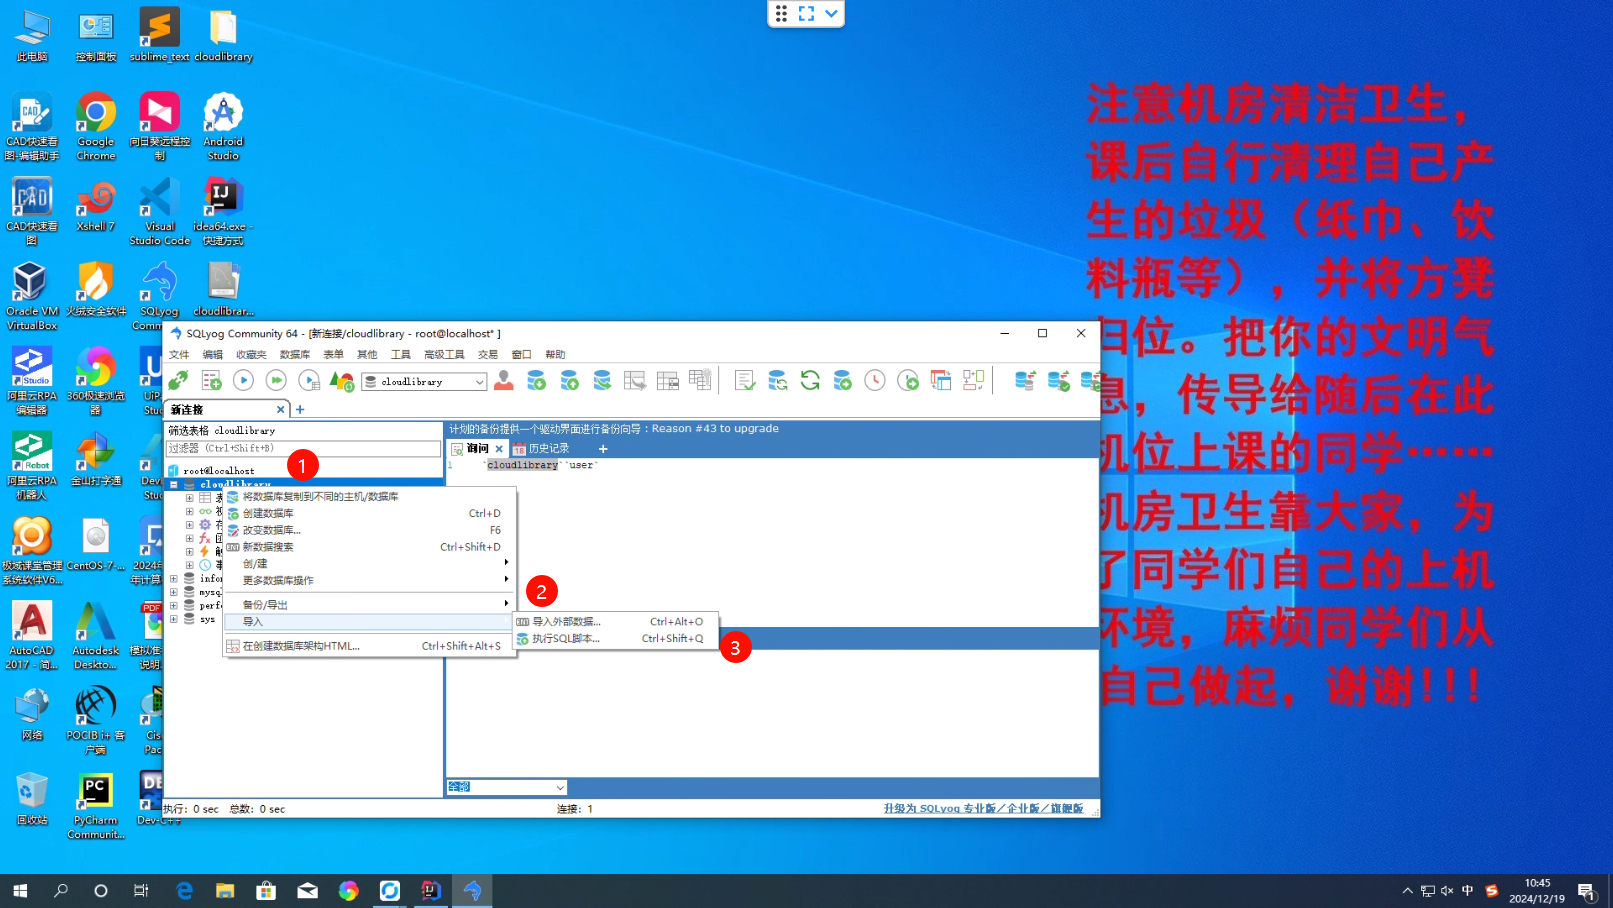 此电脑
控制面板
sublime_text
cloudlibrary
CAD快速看
图-编辑助手
Google
Chrome
向日葵远程控
制
Android
Studio
CAD快速看
图
Xshell 7
Visual
Studio Code
idea64.exe -
快捷方式
Oracle VM
VirtualBox
火绒安全软件
SQLyog
Comm
cloudlibrar...
阿里云RPA
编辑器
360极速浏览
器
UiP
Stud
阿里云RPA
机器人
金山打字通
Dev
St
极域课堂管理
系统软件V6...
CentOS-7-...
2024年
年计算
AutoCAD
2017 - 简...
Autodesk
Deskto...
模拟准
说明.
网络
POCIB i+ 客
户端
Cis
Pac
回收站
PyCharm
Communit...
Dev-C++
注意机房清洁卫生，
课后自行清理自己产
生的垃圾（纸巾、饮
料瓶等），并将方凳
归位。把你的文明气
息，传导给随后在此
机位上课的同学……
机房卫生靠大家，为
了同学们自己的上机
环境，麻烦同学们从
自己做起，谢谢!!!
SQLyog Community 64 - [新连接/cloudlibrary - root@localhost* ]
文件 编辑 收藏夹 数据库 表单 其他 工具 高级工具 交易 窗口 帮助
cloudlibrary
新连接
筛选表格 cloudlibrary
过滤器 (Ctrl+Shift+B)
root@localhost
cloudlibrary
infor
mysq
perf
sys
1
将数据库复制到不同的主机/数据库
创建数据库 Ctrl+D
改变数据库... F6
新数据搜索 Ctrl+Shift+D
创/建
更多数据库操作
备份/导出
导入
在创建数据库架构HTML... Ctrl+Shift+Alt+S
2
导入外部数据... Ctrl+Alt+O
执行SQL脚本... Ctrl+Shift+Q
3
计划的备份提供一个驱动界面进行备份向导：Reason #43 to upgrade
询问 历史记录
1 `cloudlibrary``user`
全部
执行：0 sec 总数：0 sec 连接：1 升级为 SQLyog 专业版／企业版／旗舰版
中
10:45
2024/12/19
1